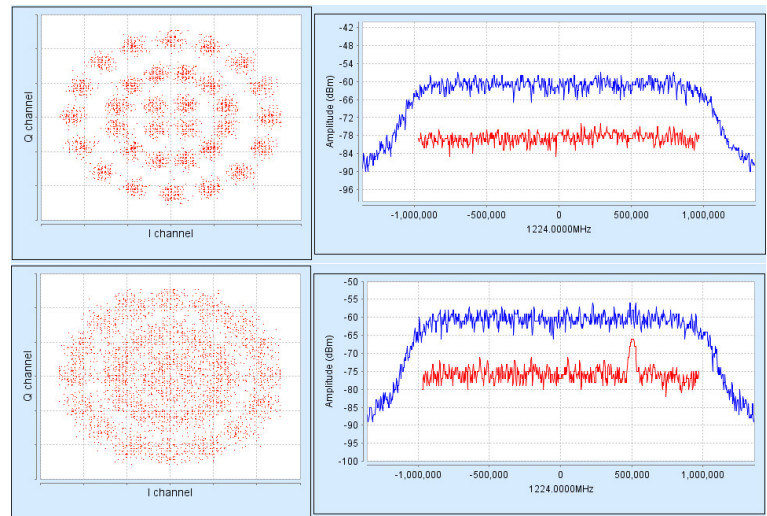 Q channel
I channel
Amplitude (dBm)
-42
-48
-54
-60
-66
-72
-78
-84
-90
-96
-1,000,000 -500,000 0 500,000 1,000,000
1224.0000MHz
Q channel
I channel
Amplitude (dBm)
-50
-55
-60
-65
-70
-75
-80
-85
-90
-95
-100
-1,000,000 -500,000 0 500,000 1,000,000
1224.0000MHz